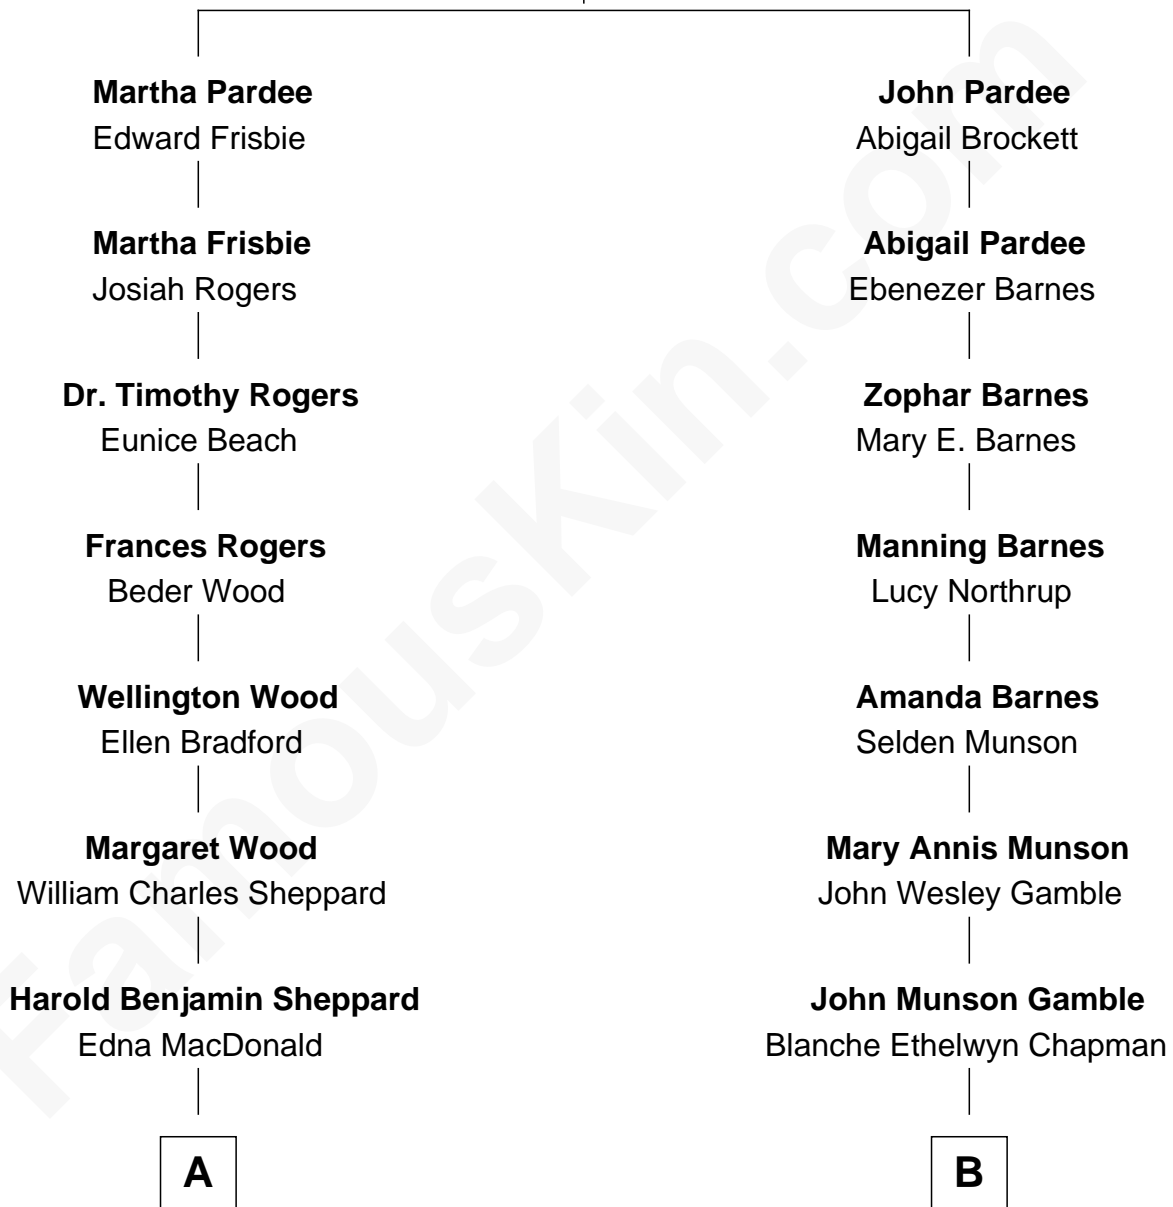 Martha Pardee
Edward Frisbie
Martha Frisbie
Josiah Rogers
Dr. Timothy Rogers
Eunice Beach
Frances Rogers
Beder Wood
Wellington Wood
Ellen Bradford
Margaret Wood
William Charles Sheppard
Harold Benjamin Sheppard
Edna MacDonald
A
John Pardee
Abigail Brockett
Abigail Pardee
Ebenezer Barnes
Zophar Barnes
Mary E. Barnes
Manning Barnes
Lucy Northrup
Amanda Barnes
Selden Munson
Mary Annis Munson
John Wesley Gamble
John Munson Gamble
Blanche Ethelwyn Chapman
B
FamousKin.com